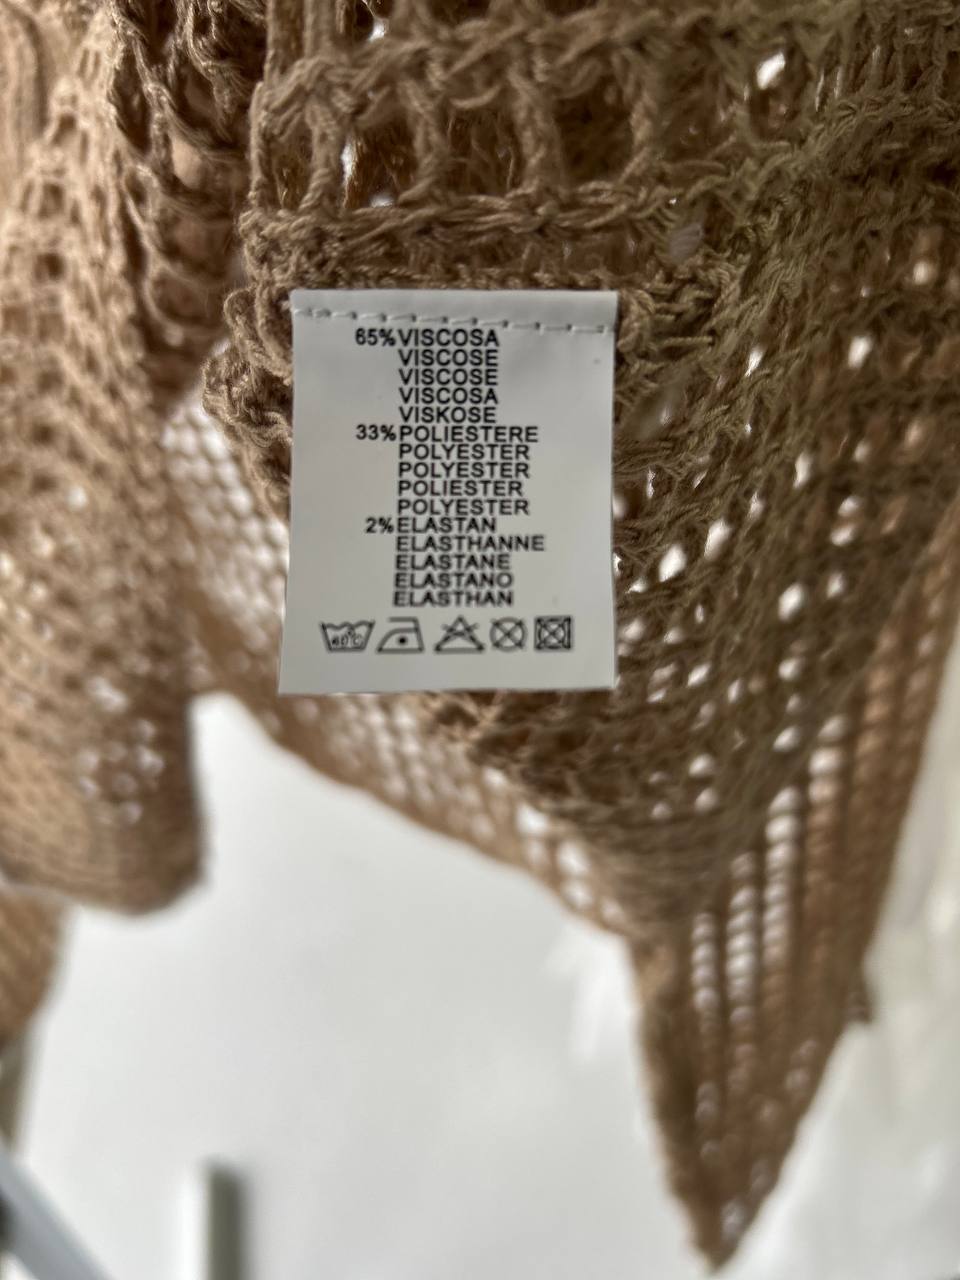 65%VISCOSA
VISCOSE
VISCOSE
VISCOSA
VISKOSE
33%POLIESTERE
POLYESTER
POLYESTER
POLIESTER
POLYESTER
2%ELASTAN
ELASTHANNE
ELASTANE
ELASTANO
ELASTHAN
40°C